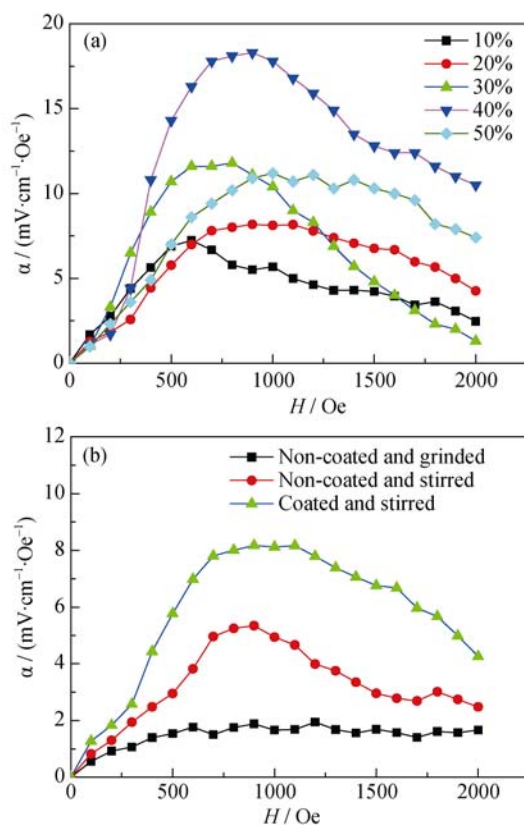 (a)
10%
20%
30%
40%
50%
20
15
10
5
0
α / (mV·cm⁻¹·Oe⁻¹)
0 500 1000 1500 2000
H / Oe
(b)
Non-coated and grinded
Non-coated and stirred
Coated and stirred
12
10
8
6
4
2
0
α / (mV·cm⁻¹·Oe⁻¹)
0 500 1000 1500 2000
H / Oe